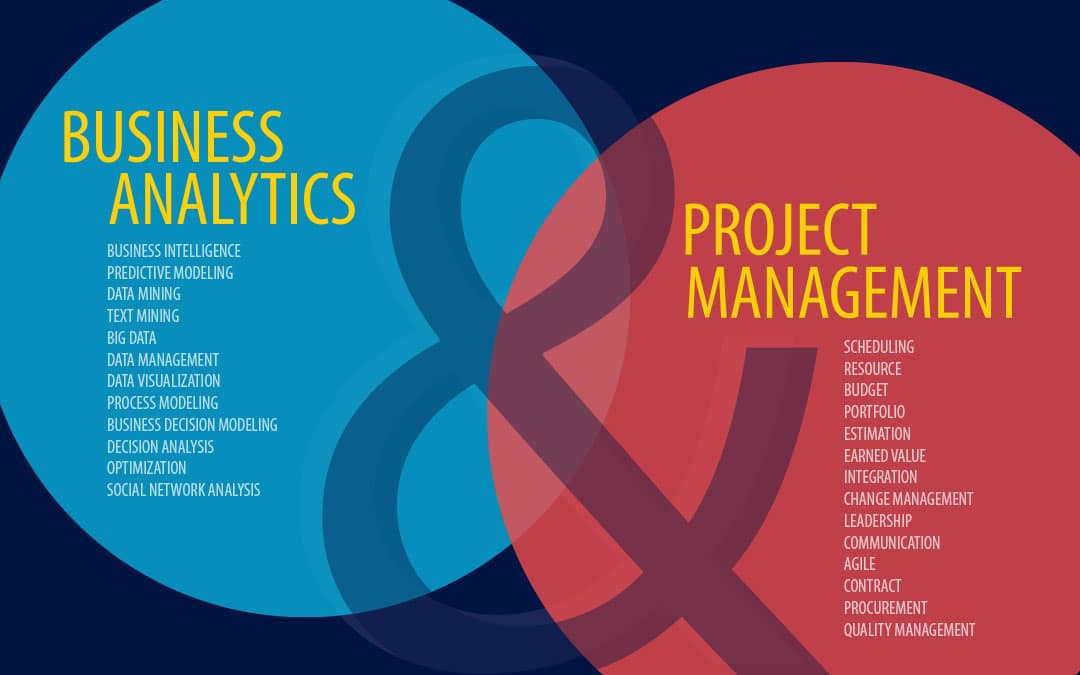 BUSINESS
ANALYTICS
BUSINESS INTELLIGENCE
PREDICTIVE MODELING
DATA MINING
TEXT MINING
BIG DATA
DATA MANAGEMENT
DATA VISUALIZATION
PROCESS MODELING
BUSINESS DECISION MODELING
DECISION ANALYSIS
OPTIMIZATION
SOCIAL NETWORK ANALYSIS
&
PROJECT
MANAGEMENT
SCHEDULING
RESOURCE
BUDGET
PORTFOLIO
ESTIMATION
EARNED VALUE
INTEGRATION
CHANGE MANAGEMENT
LEADERSHIP
COMMUNICATION
AGILE
CONTRACT
PROCUREMENT
QUALITY MANAGEMENT